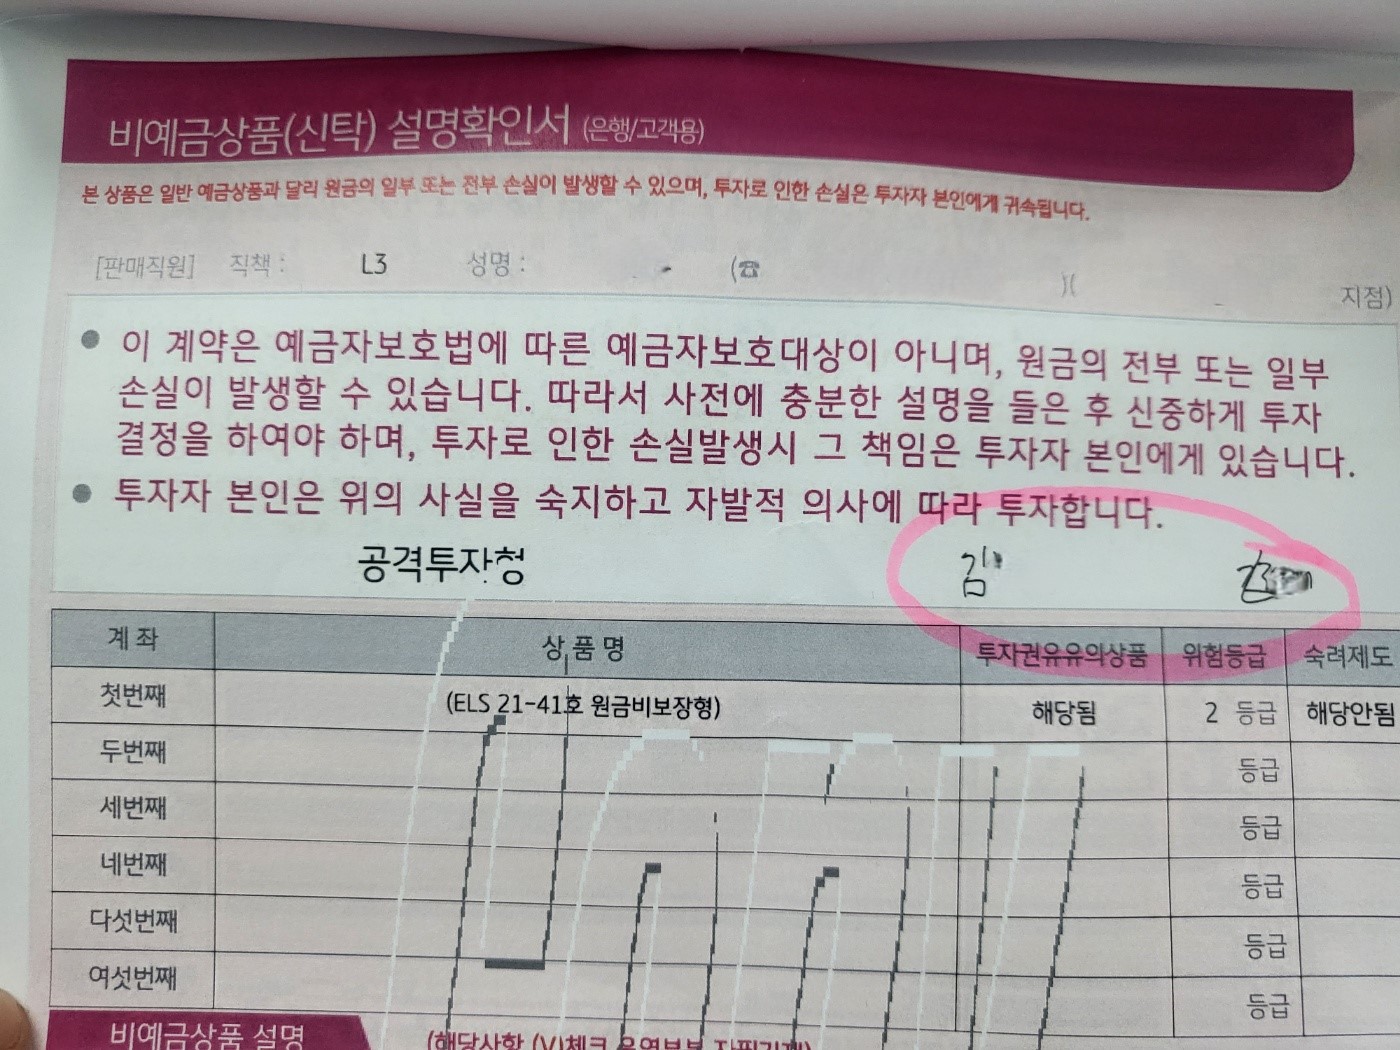 비예금상품(신탁) 설명확인서 (은행/고객용)
본 상품은 일반 예금상품과 달리 원금의 일부 또는 전부 손실이 발생할 수 있으며, 투자로 인한 손실은 투자자 본인에게 귀속됩니다.
[판매직원] 직책 : L3 성명 : (☎ )( 지점)
● 이 계약은 예금자보호법에 따른 예금자보호대상이 아니며, 원금의 전부 또는 일부
손실이 발생할 수 있습니다. 따라서 사전에 충분한 설명을 들은 후 신중하게 투자
결정을 하여야 하며, 투자로 인한 손실발생시 그 책임은 투자자 본인에게 있습니다.
● 투자자 본인은 위의 사실을 숙지하고 자발적 의사에 따라 투자합니다.
공격투자형 김
계좌 상품명 투자권유유의상품 위험등급 숙려제도
첫번째 (ELS 21-41호 원금비보장형) 해당됨 2 등급 해당안됨
두번째 등급
세번째 등급
네번째 등급
다섯번째 등급
여섯번째 등급
비예금상품 설명 (해당사항 (V)체크